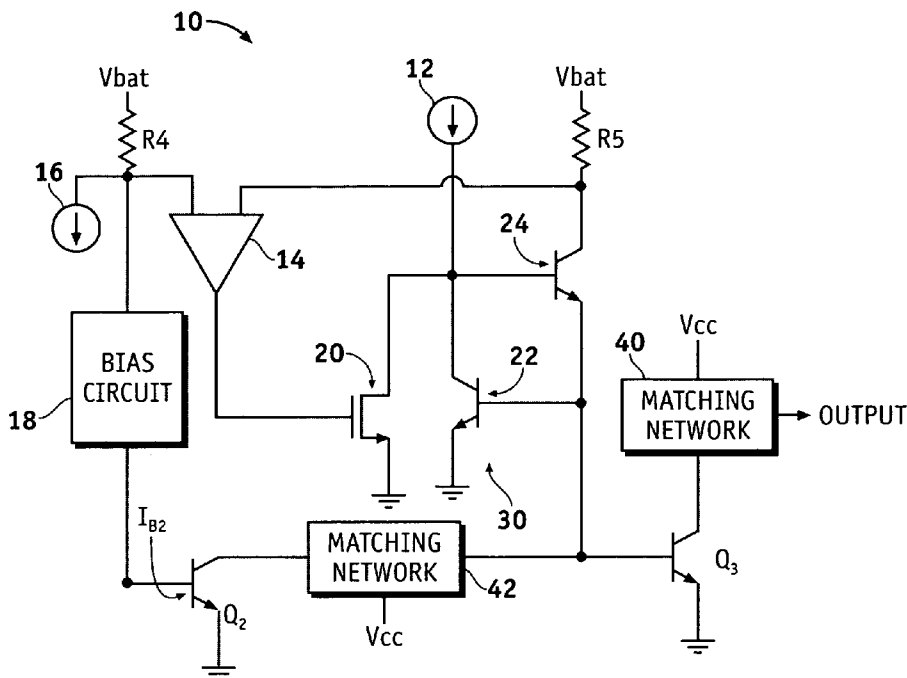 10
Vbat
12
Vbat
R4
R5
16
14
24
20
22
Vcc
40
BIAS
CIRCUIT
18
MATCHING
NETWORK
OUTPUT
30
IB2
MATCHING
NETWORK
42
Q2
Q3
Vcc